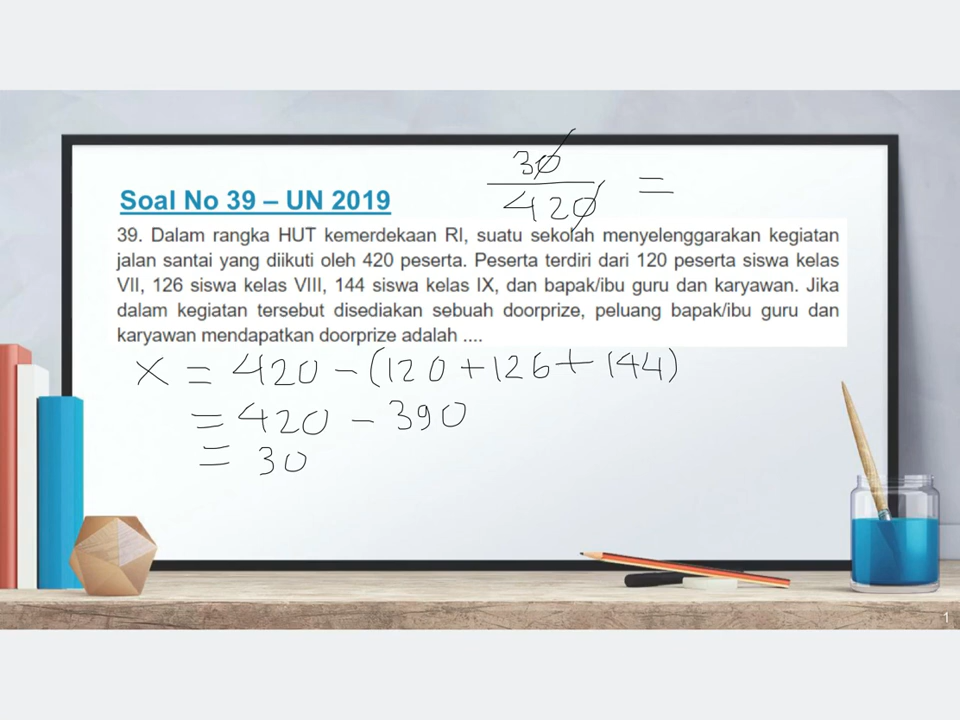 30
420 =
Soal No 39 – UN 2019
39. Dalam rangka HUT kemerdekaan RI, suatu sekolah menyelenggarakan kegiatan
jalan santai yang diikuti oleh 420 peserta. Peserta terdiri dari 120 peserta siswa kelas
VII, 126 siswa kelas VIII, 144 siswa kelas IX, dan bapak/ibu guru dan karyawan. Jika
dalam kegiatan tersebut disediakan sebuah doorprize, peluang bapak/ibu guru dan
karyawan mendapatkan doorprize adalah ....
x = 420 - (120 + 126 + 144)
= 420 - 390
= 30
1